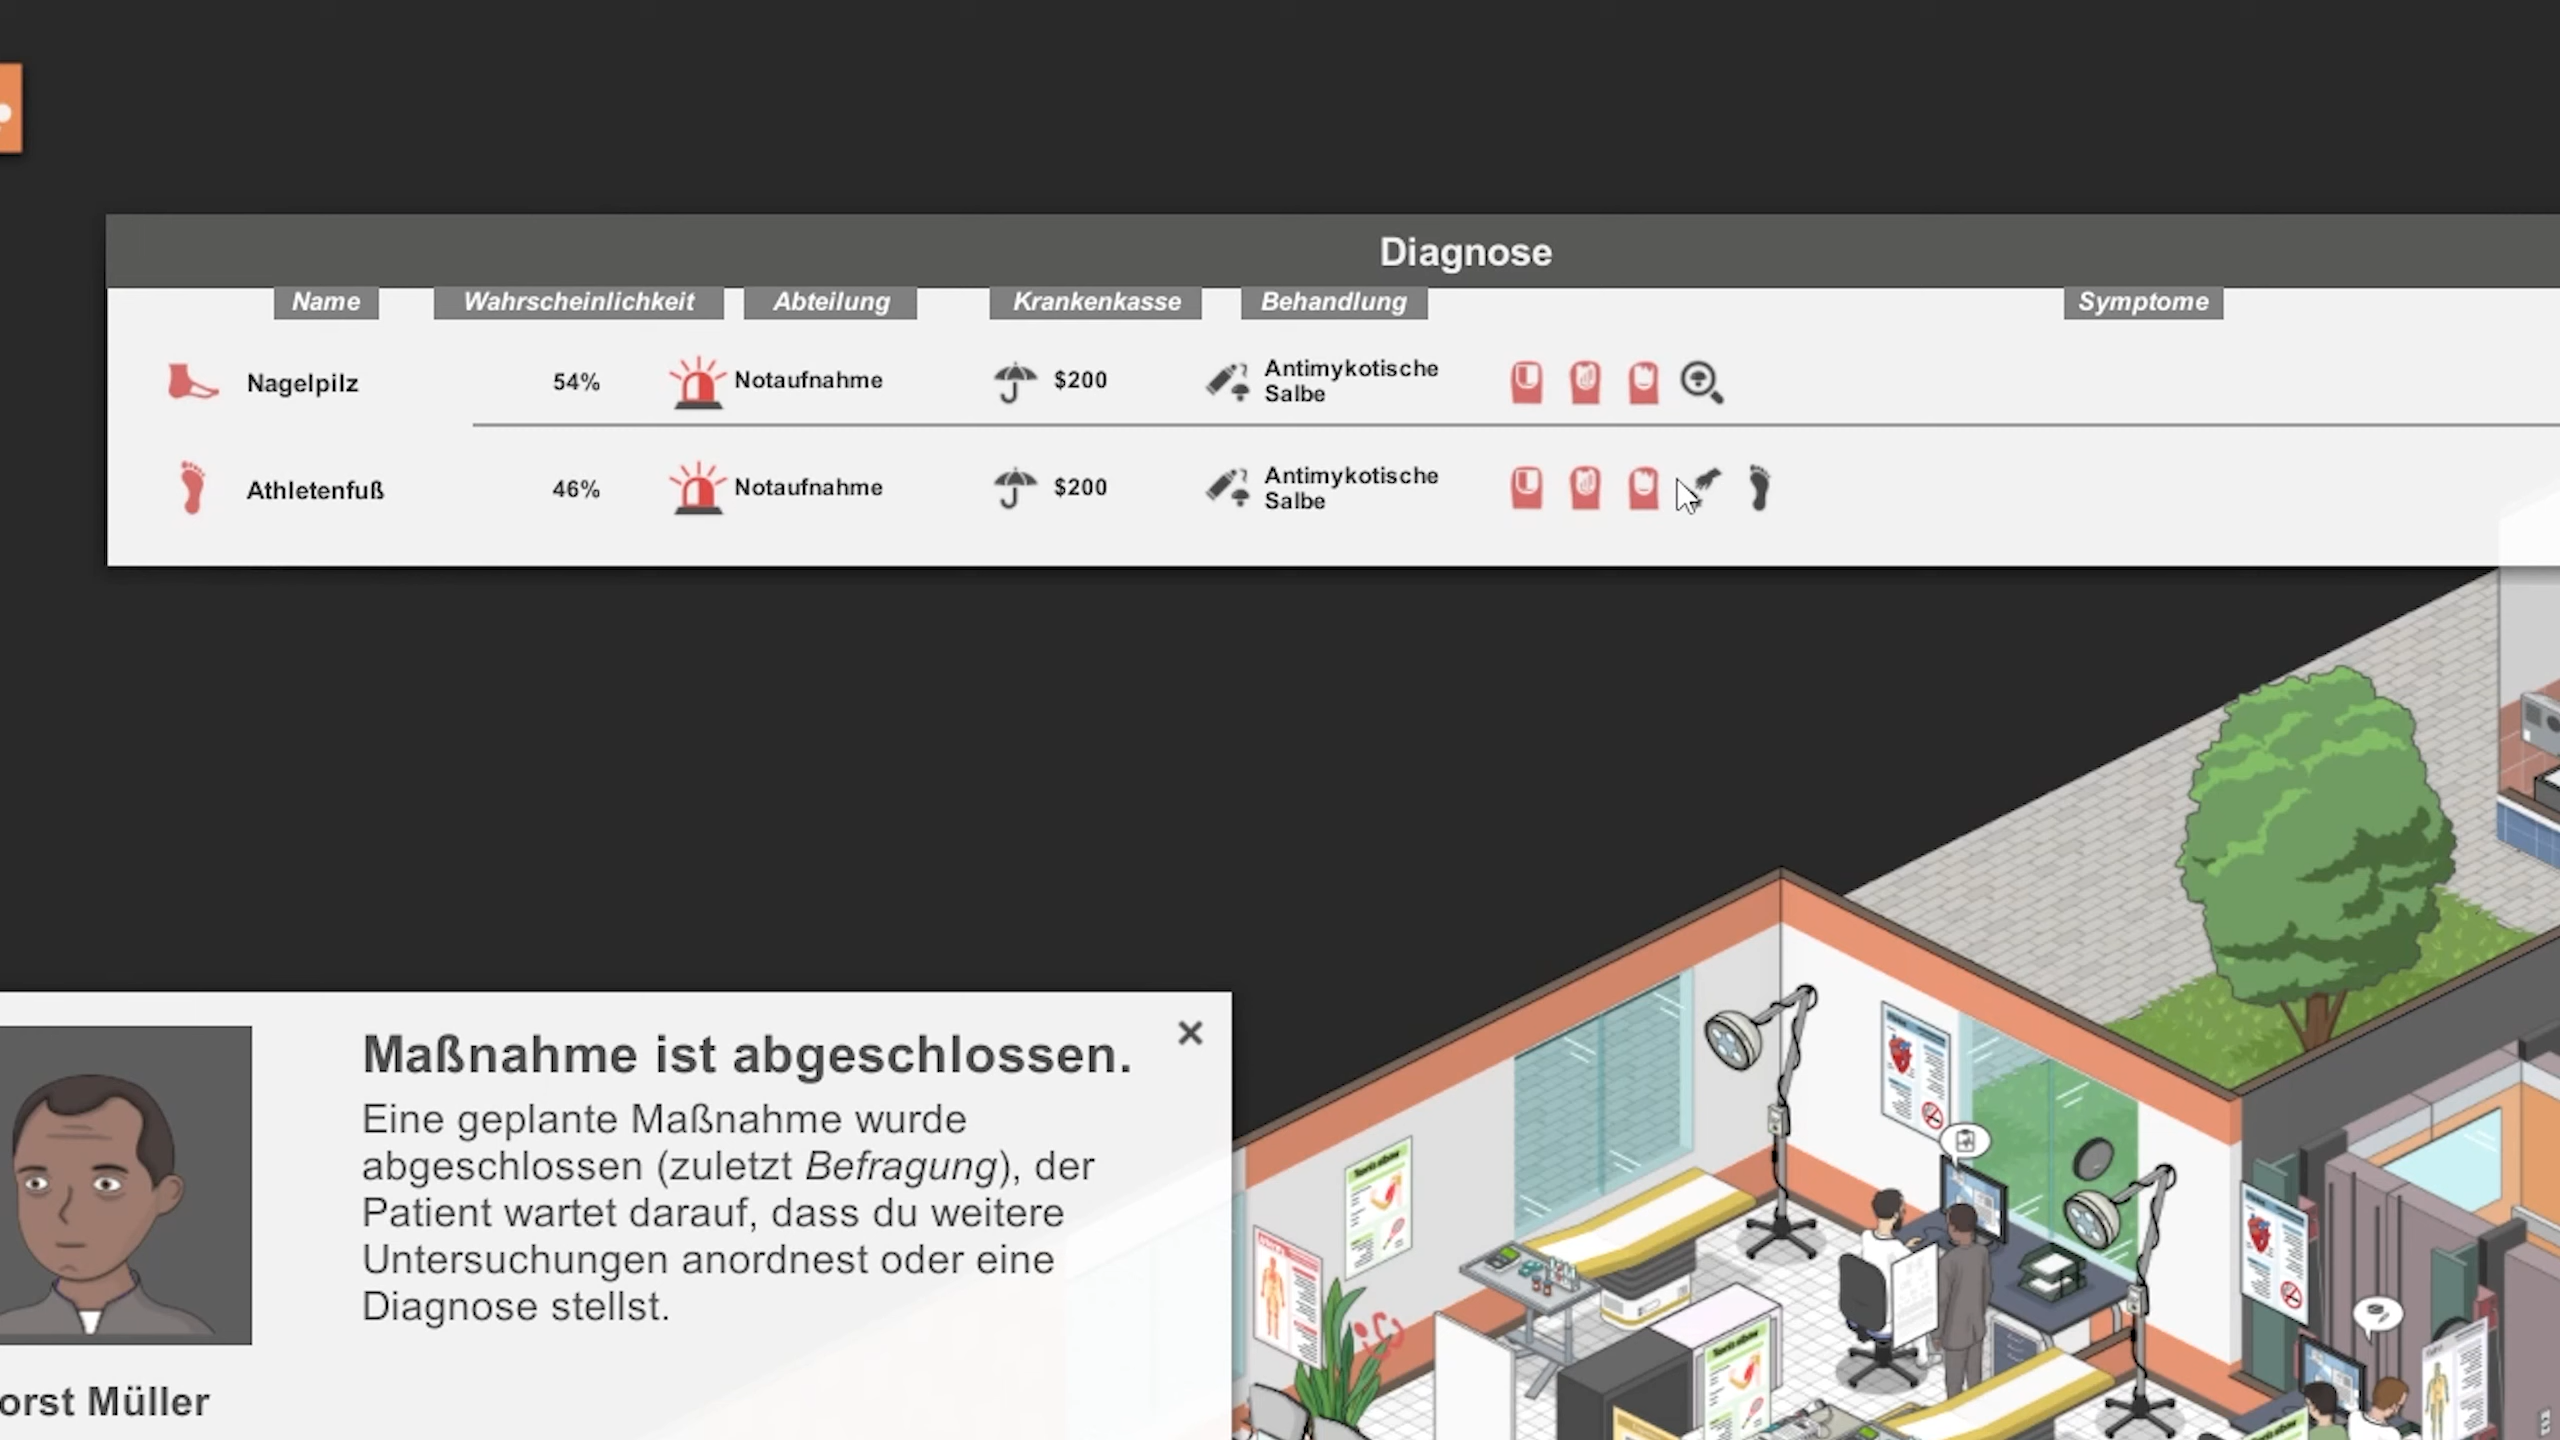 Diagnose
Name Wahrscheinlichkeit Abteilung Krankenkasse Behandlung Symptome
Nagelpilz 54% Notaufnahme $200 Antimykotische
Salbe
Athletenfuß 46% Notaufnahme $200 Antimykotische
Salbe
Maßnahme ist abgeschlossen.
Eine geplante Maßnahme wurde
abgeschlossen (zuletzt Befragung), der
Patient wartet darauf, dass du weitere
Untersuchungen anordnest oder eine
Diagnose stellst.
orst Müller